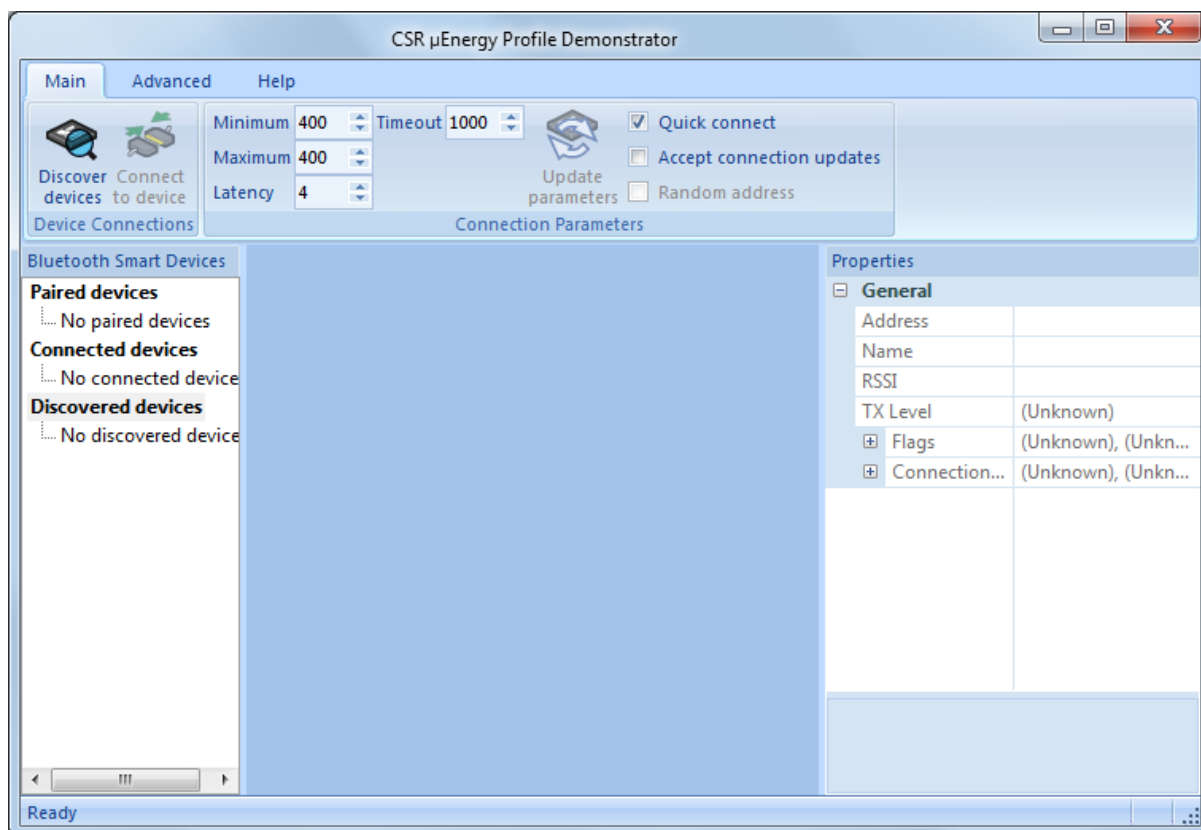 CSR µEnergy Profile Demonstrator
Main Advanced Help
Minimum 400 Timeout 1000 Quick connect
Maximum 400 Accept connection updates
Latency 4 Random address
Discover devices
Connect to device
Update parameters
Device Connections Connection Parameters
Bluetooth Smart Devices
Paired devices
No paired devices
Connected devices
No connected device
Discovered devices
No discovered device
Properties
General
Address
Name
RSSI
TX Level (Unknown)
Flags (Unknown), (Unkn...
Connection... (Unknown), (Unkn...
Ready